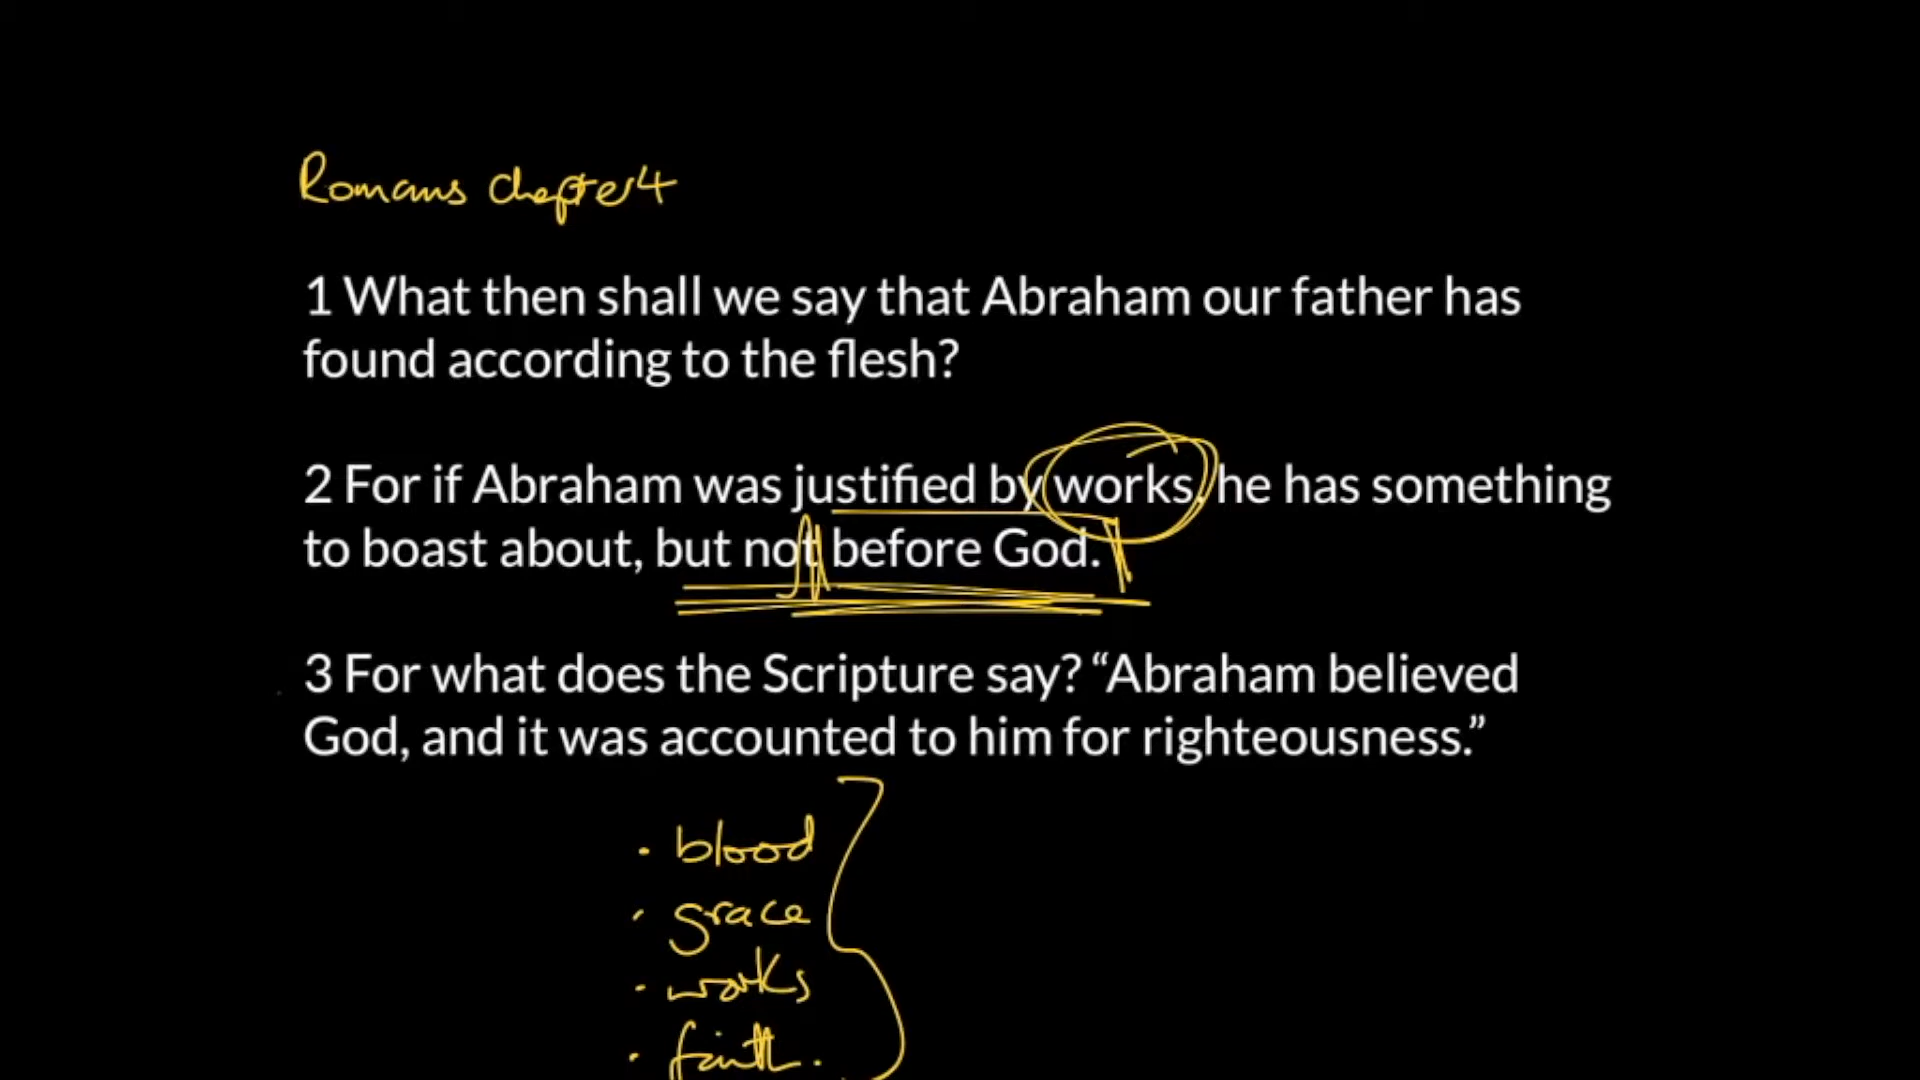 Romans chapter 4
1 What then shall we say that Abraham our father has
found according to the flesh?
2 For if Abraham was justified by works, he has something
to boast about, but not before God.
3 For what does the Scripture say? “Abraham believed
God, and it was accounted to him for righteousness.”
· blood
· grace
· works
· faith.